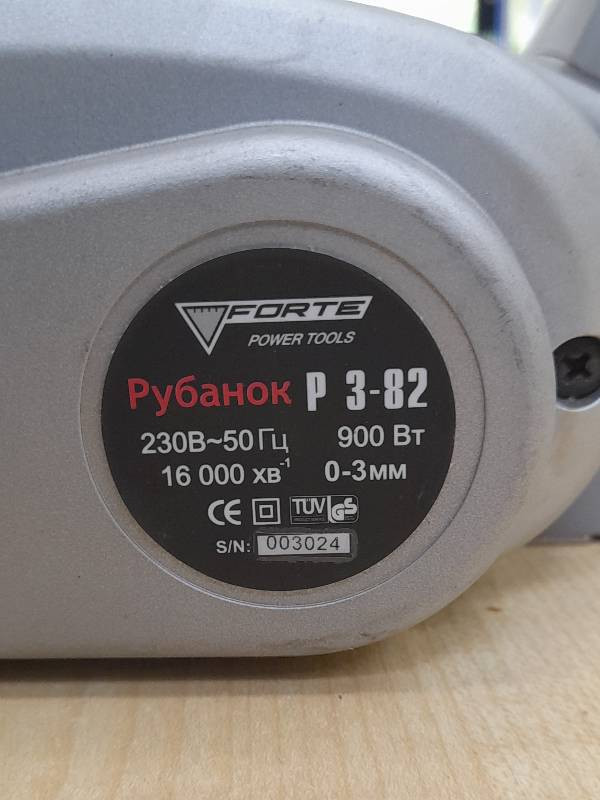 FORTE
POWER TOOLS
Рубанок P 3-82
230В~50Гц 900 Вт
16 000 хв⁻¹ 0-3мм
CE TÜV GS
S/N: 003024